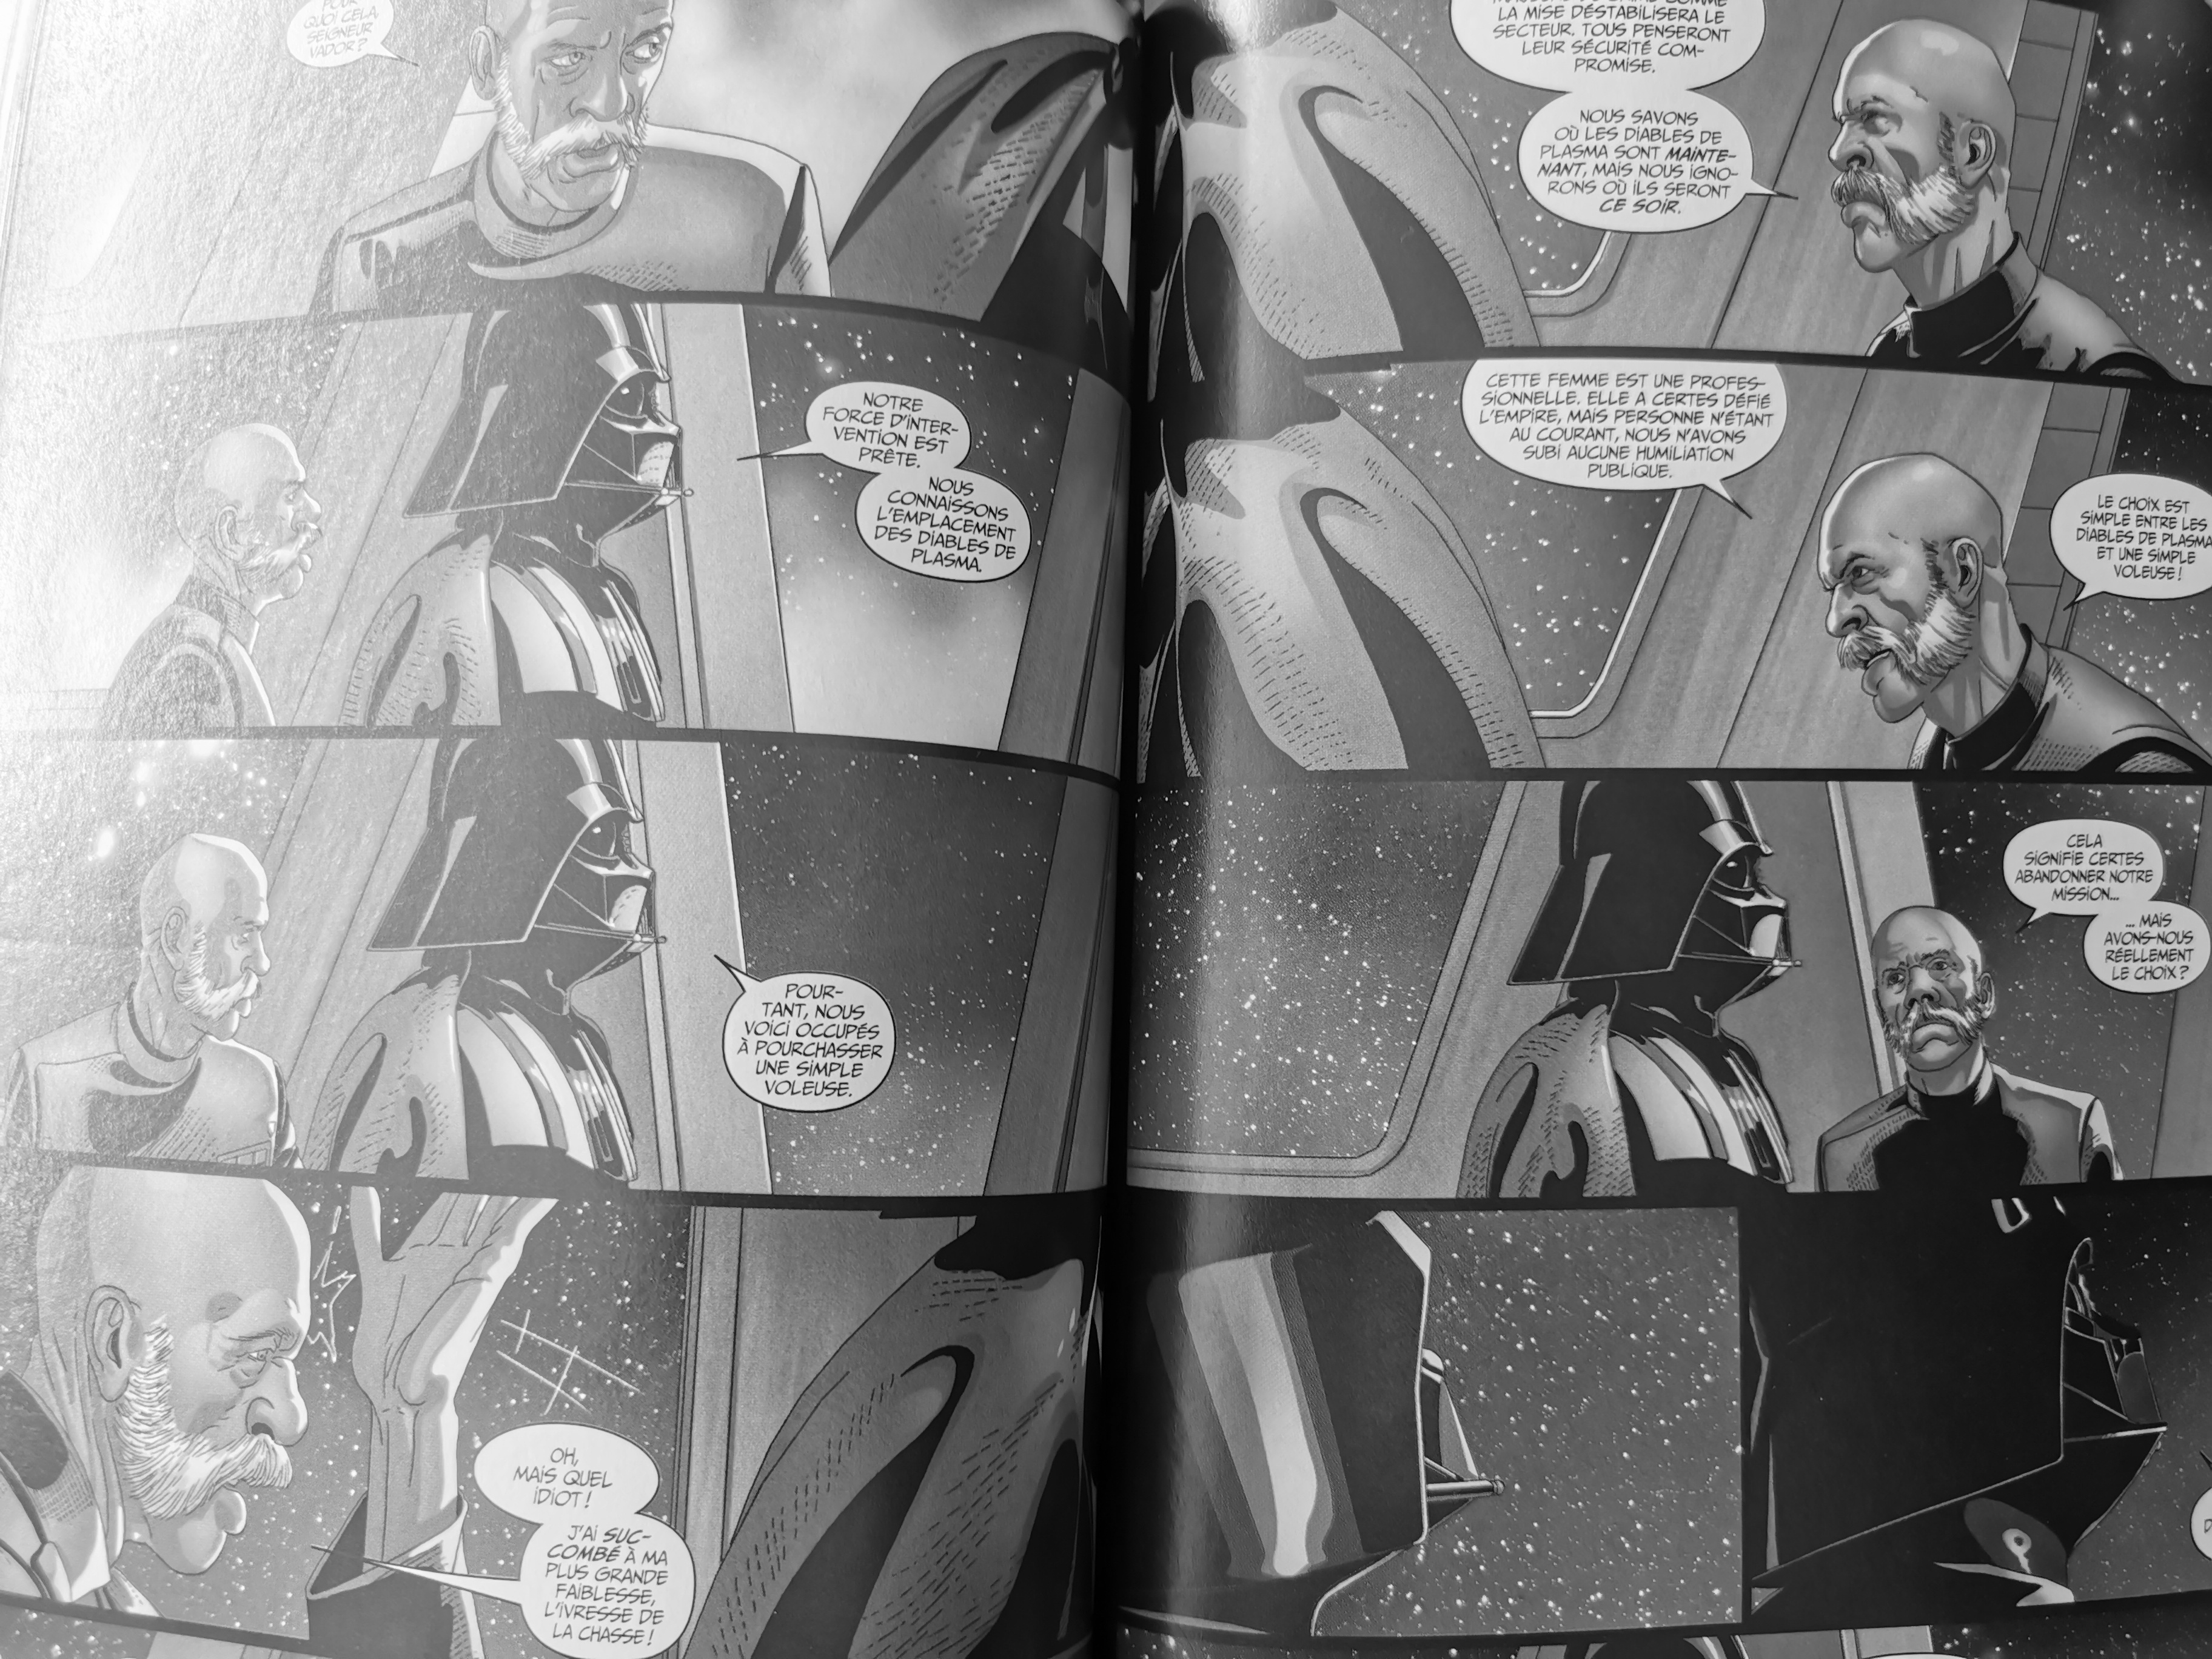 POUR
QUOI CELA,
SEIGNEUR
VADOR?
NOTRE
FORCE D'INTER-
VENTION EST
PRÊTE.
NOUS
CONNAISSONS
L'EMPLACEMENT
DES DIABLES DE
PLASMA.
POUR-
TANT, NOUS
VOICI OCCUPÉS
À POURCHASSER
UNE SIMPLE
VOLEUSE.
OH,
MAIS QUEL
IDIOT!
J'AI SUC-
COMBÉ À MA
PLUS GRANDE
FAIBLESSE,
L'IVRESSE DE
LA CHASSE!
COMME
LA MISE DÉSTABILISERA LE
SECTEUR. TOUS PENSERONT
LEUR SÉCURITÉ COM-
PROMISE.
NOUS SAVONS
OÙ LES DIABLES DE
PLASMA SONT MAINTE-
NANT, MAIS NOUS IGNO-
RONS OÙ ILS SERONT
CE SOIR.
CETTE FEMME EST UNE PROFES-
SIONNELLE. ELLE A CERTES DÉFIÉ
L'EMPIRE, MAIS PERSONNE N'ÉTANT
AU COURANT, NOUS N'AVONS
SUBI AUCUNE HUMILIATION
PUBLIQUE.
LE CHOIX EST
SIMPLE ENTRE LES
DIABLES DE PLASMA
ET UNE SIMPLE
VOLEUSE!
CELA
SIGNIFIE CERTES
ABANDONNER NOTRE
MISSION...
... MAIS
AVONS-NOUS
RÉELLEMENT
LE CHOIX?